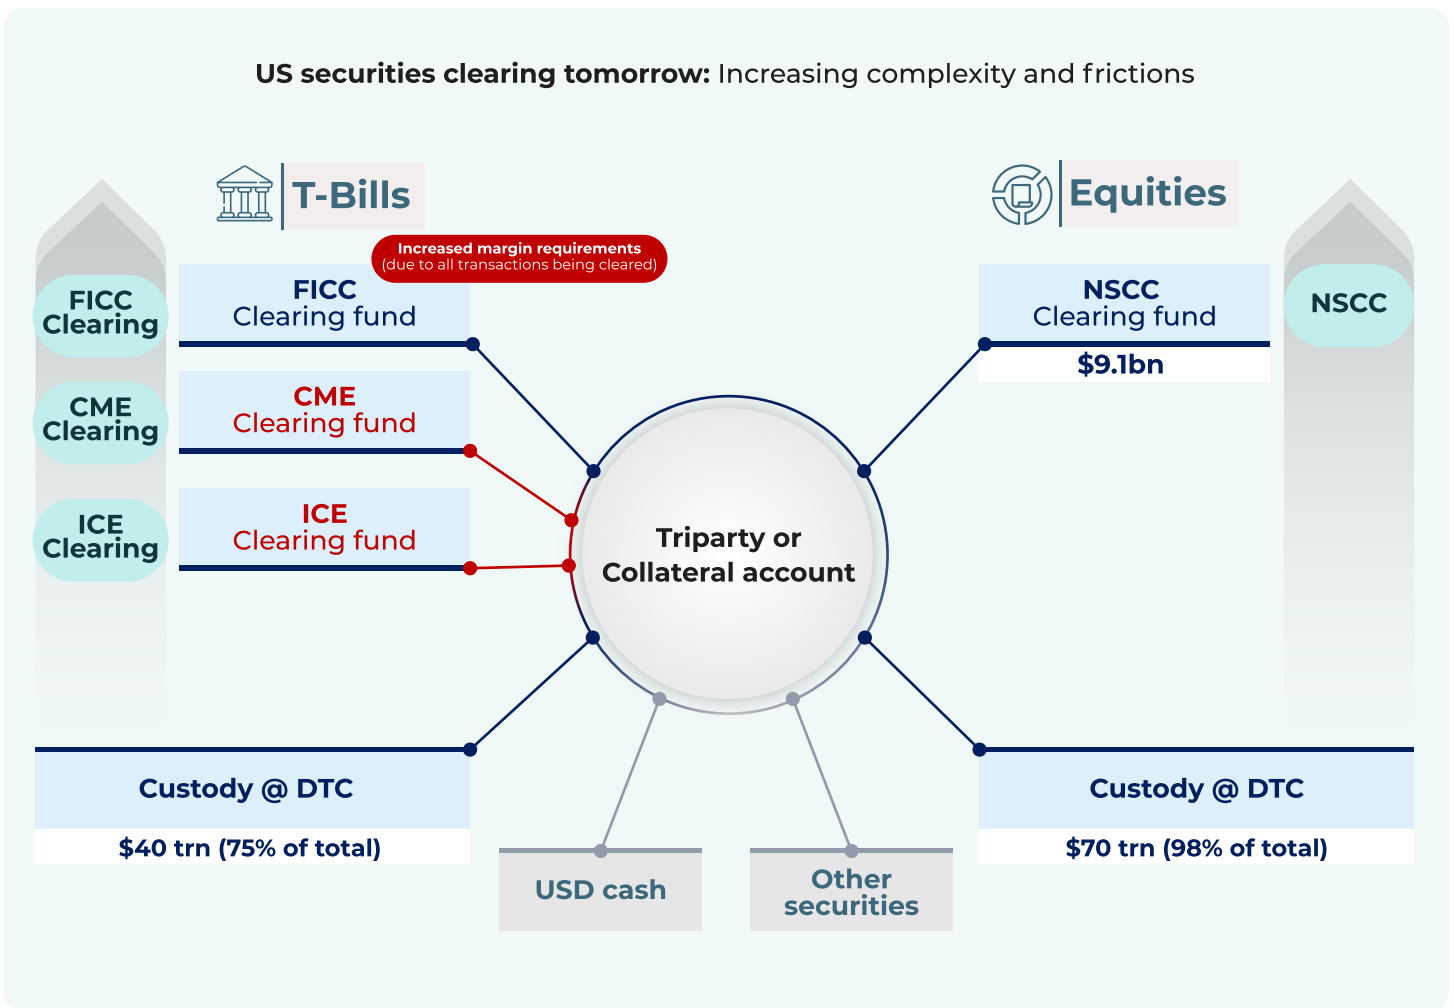 US securities clearing tomorrow: Increasing complexity and frictions
T-Bills
Equities
Increased margin requirements
(due to all transactions being cleared)
FICC
Clearing
FICC
Clearing fund
CME
Clearing
CME
Clearing fund
ICE
Clearing
ICE
Clearing fund
NSCC
Clearing fund
$9.1bn
NSCC
Triparty or
Collateral account
Custody @ DTC
$40 trn (75% of total)
USD cash
Other
securities
Custody @ DTC
$70 trn (98% of total)